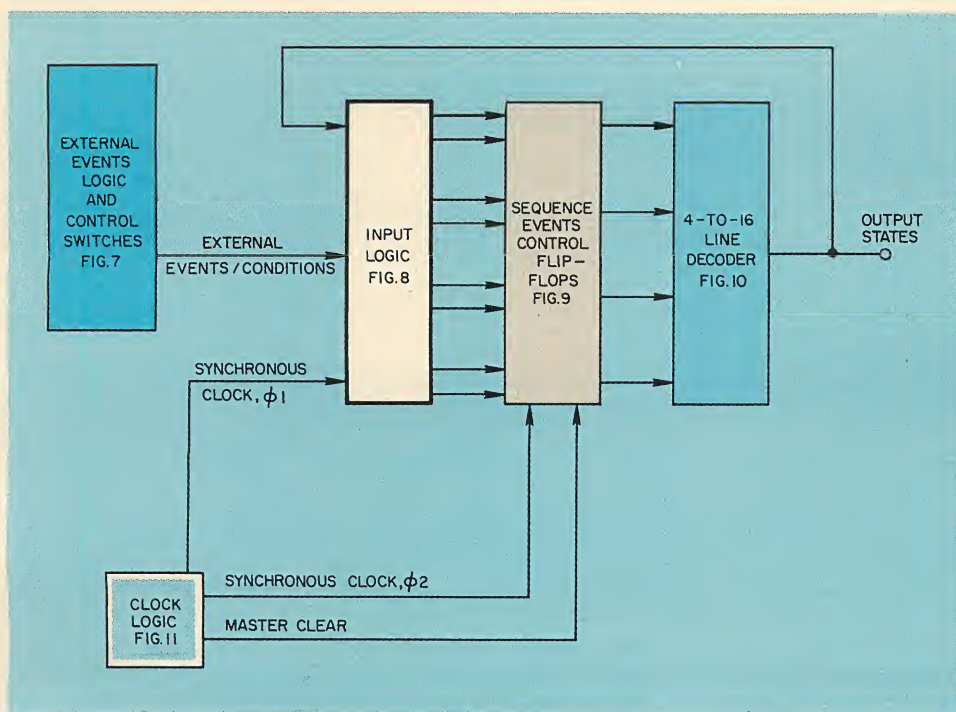 EXTERNAL
EVENTS
LOGIC
AND
CONTROL
SWITCHES
FIG.7
EXTERNAL
EVENTS/CONDITIONS
INPUT
LOGIC
FIG.8
SEQUENCE
EVENTS
CONTROL
FLIP-
FLOPS
FIG.9
4-TO-16
LINE
DECODER
FIG.10
OUTPUT
STATES
SYNCHRONOUS
CLOCK, ϕ1
CLOCK
LOGIC
FIG.11
SYNCHRONOUS CLOCK, ϕ2
MASTER CLEAR